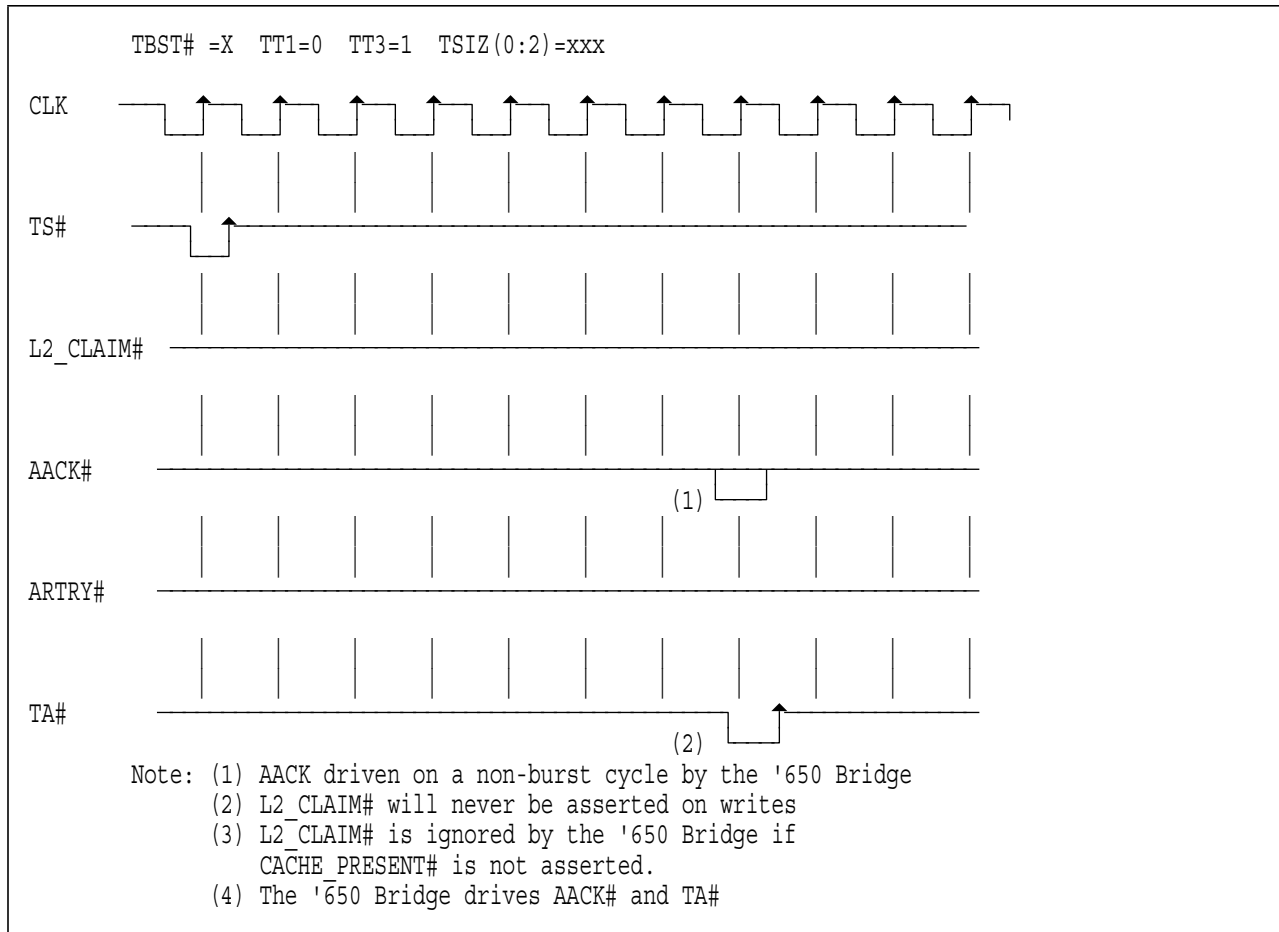 TBST# =X TT1=0 TT3=1 TSIZ(0:2)=xxx
CLK
TS#
L2_CLAIM#
AACK#
(1)
ARTRY#
TA#
(2)
Note: (1) AACK driven on a non-burst cycle by the '650 Bridge
(2) L2_CLAIM# will never be asserted on writes
(3) L2_CLAIM# is ignored by the '650 Bridge if
CACHE_PRESENT# is not asserted.
(4) The '650 Bridge drives AACK# and TA#